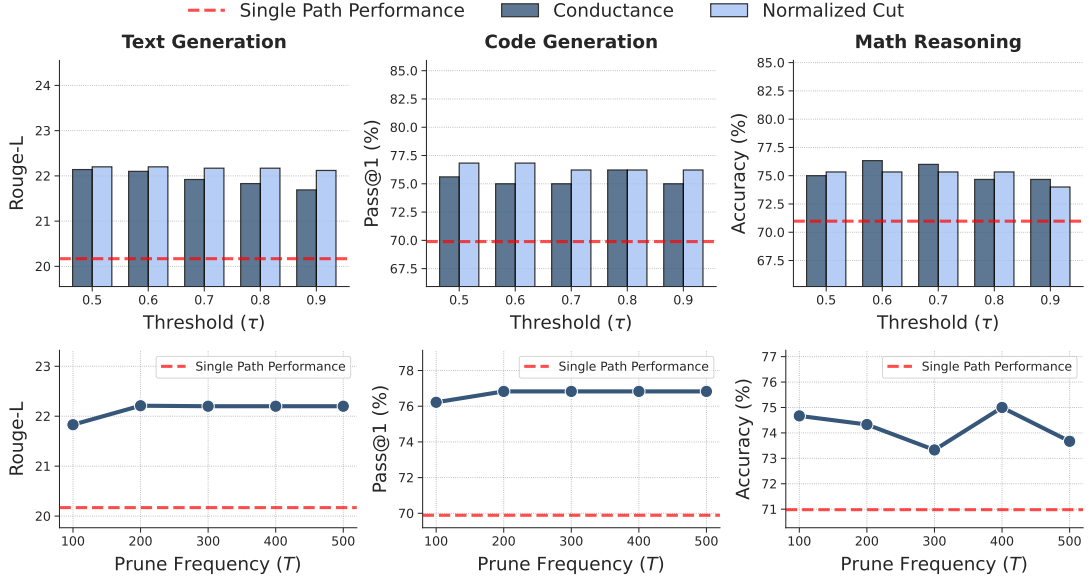 Single Path Performance Conductance Normalized Cut
Text Generation
Rouge-L
24
23
22
21
20
0.5 0.6 0.7 0.8 0.9
Threshold (τ)
Code Generation
Pass@1 (%)
85.0
82.5
80.0
77.5
75.0
72.5
70.0
67.5
0.5 0.6 0.7 0.8 0.9
Threshold (τ)
Math Reasoning
Accuracy (%)
85.0
82.5
80.0
77.5
75.0
72.5
70.0
67.5
0.5 0.6 0.7 0.8 0.9
Threshold (τ)
Single Path Performance
Rouge-L
23
22
21
20
100 200 300 400 500
Prune Frequency (T)
Single Path Performance
Pass@1 (%)
78
76
74
72
70
100 200 300 400 500
Prune Frequency (T)
Single Path Performance
Accuracy (%)
77
76
75
74
73
72
71
100 200 300 400 500
Prune Frequency (T)